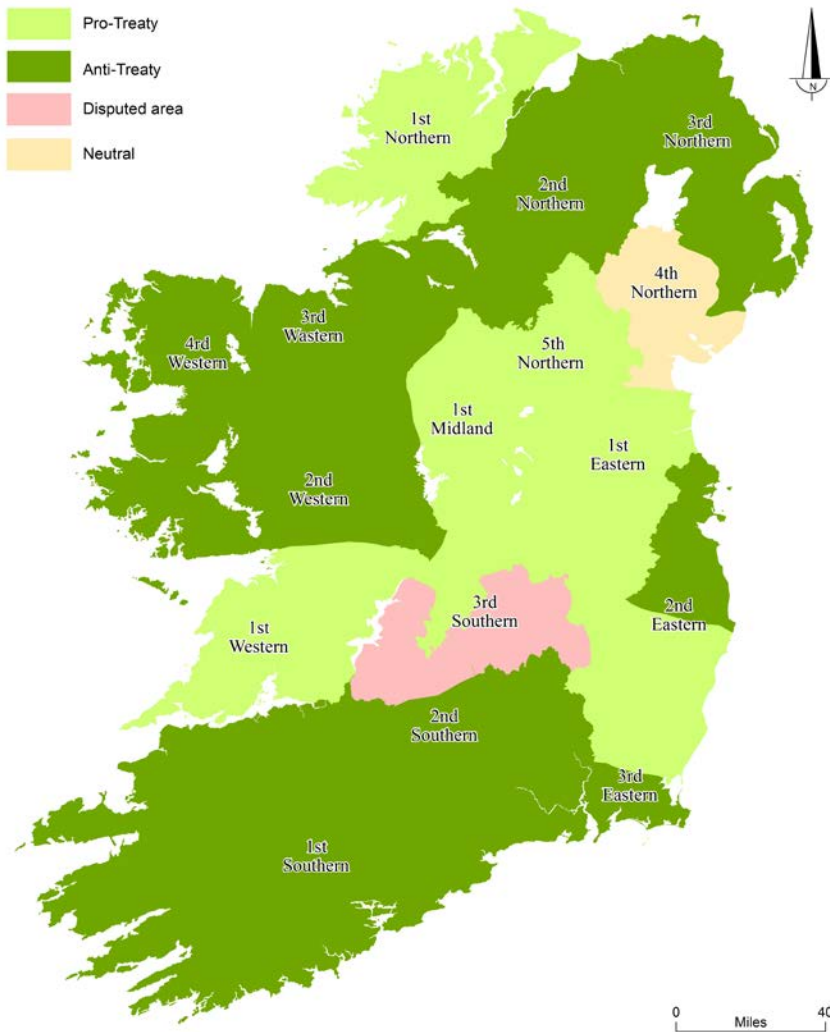 Pro-Treaty
Anti-Treaty
Disputed area
Neutral
N
1st
Northern
3rd
Northern
2nd
Northern
4th
Northern
3rd
Wastern
4rd
Western
5th
Northern
1st
Midland
1st
Eastern
2nd
Western
3rd
Southern
2nd
Eastern
1st
Western
2nd
Southern
3rd
Eastern
1st
Southern
0
40
Miles